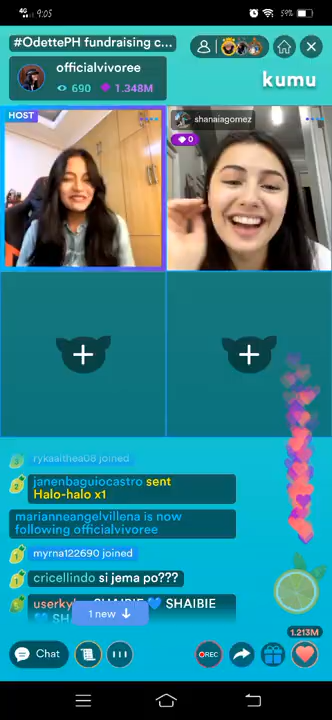 4G
9:05
59%
#OdettePH fundraising c...
officialvivoree
690
1.348M
kumu
HOST
shanaiagomez
0
rykaaithea08 joined
janenbaguiocastro sent
Halo-halo x1
marianneangelvillena is now
following officialvivoree
myrna122690 joined
cricellindo si jema po???
SHAIBIE
1 new
1.213M
Chat
REC